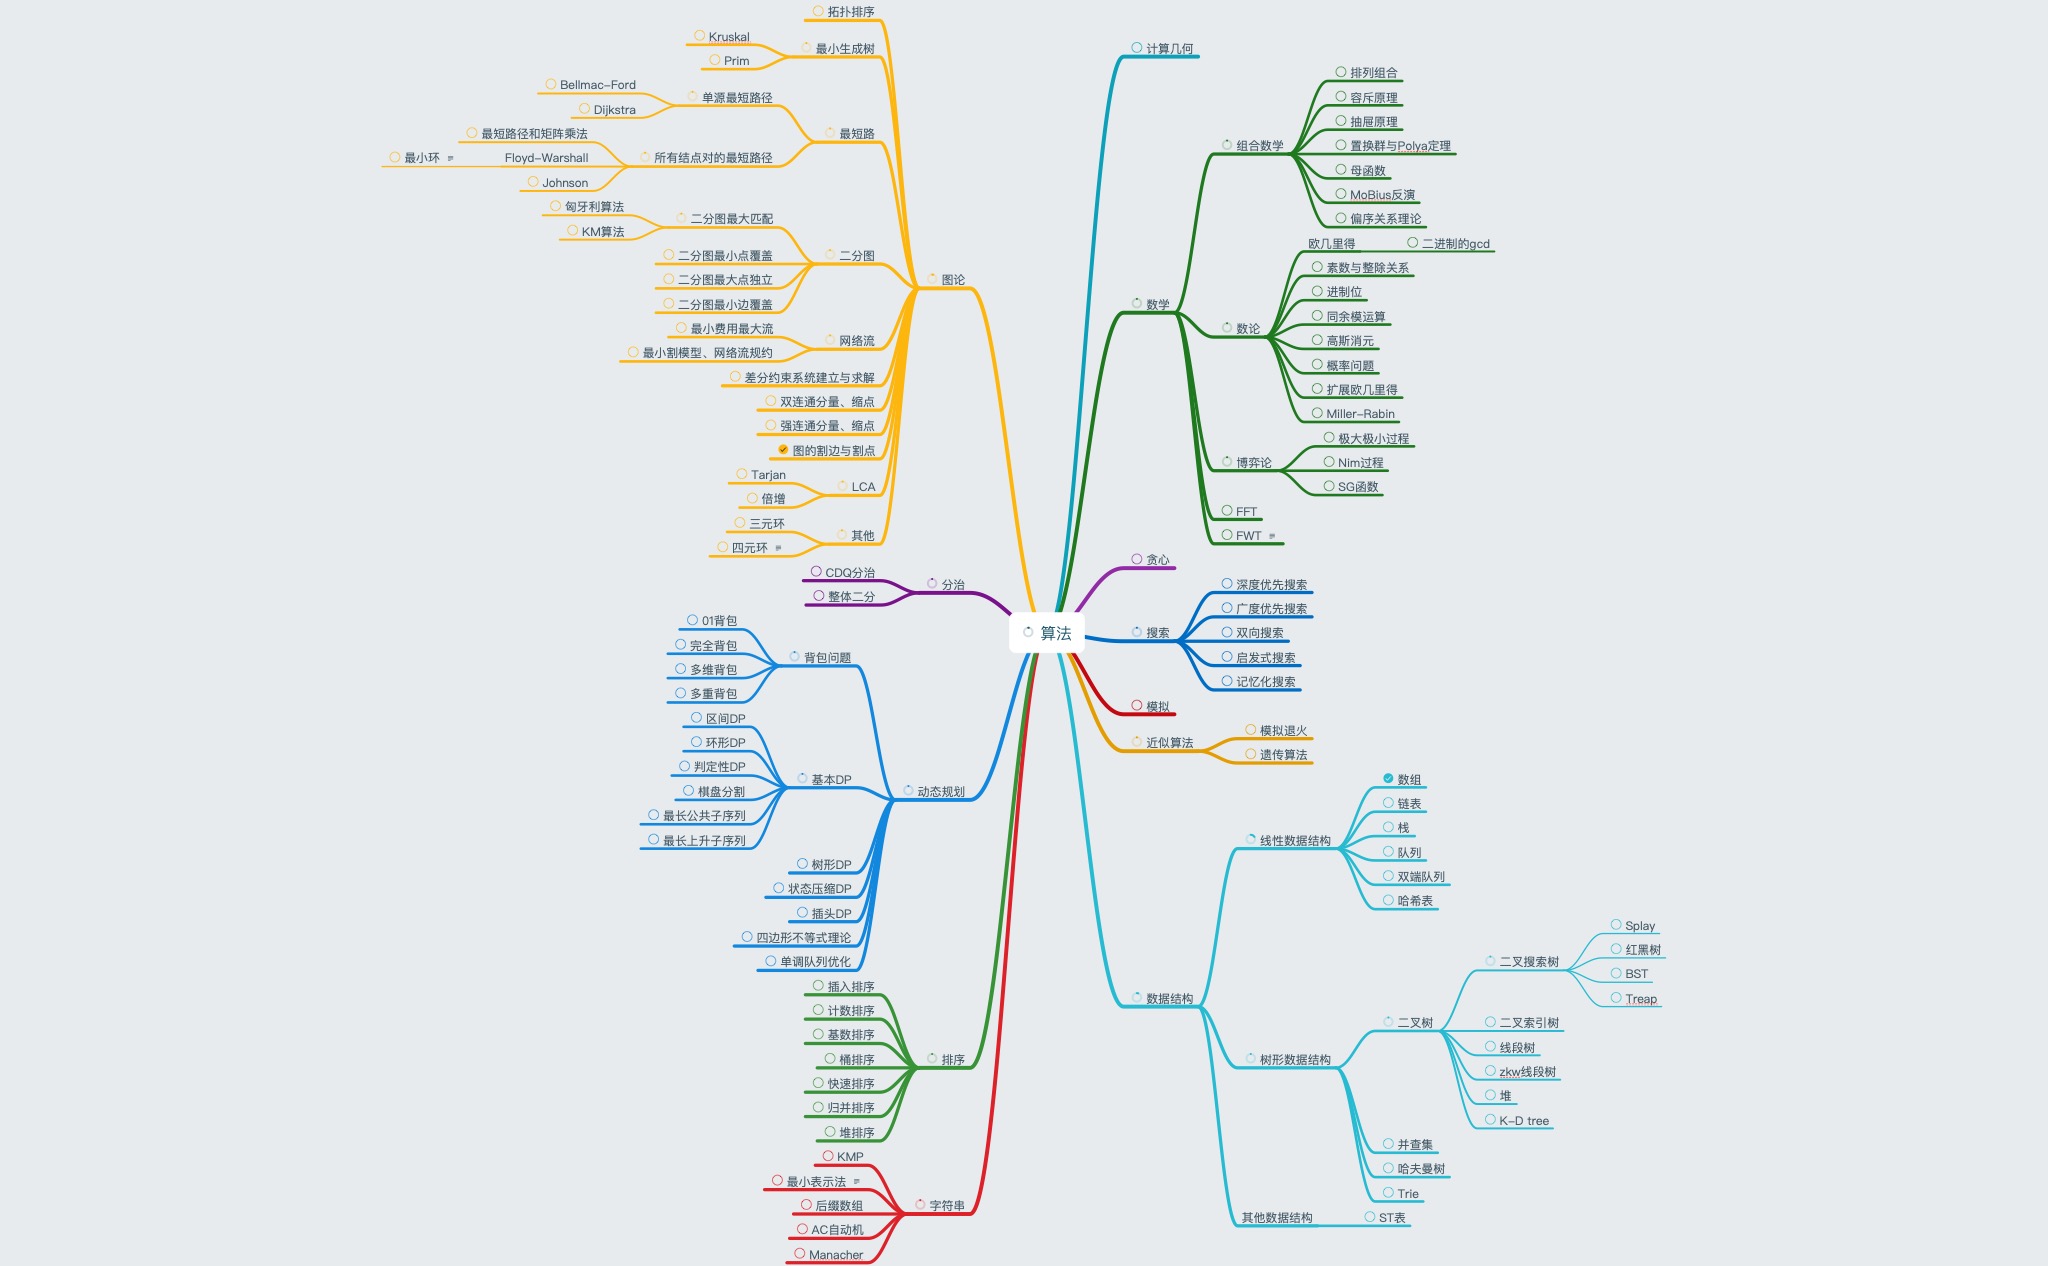 算法
图论
拓扑排序
最小生成树
Kruskal
Prim
最短路
单源最短路径
Bellmac-Ford
Dijkstra
所有结点对的最短路径
最短路径和矩阵乘法
Floyd-Warshall
最小环
Johnson
二分图
二分图最大匹配
匈牙利算法
KM算法
二分图最小点覆盖
二分图最大点独立
二分图最小边覆盖
网络流
最小费用最大流
最小割模型、网络流规约
差分约束系统建立与求解
双连通分量、缩点
强连通分量、缩点
图的割边与割点
LCA
Tarjan
倍增
其他
三元环
四元环
分治
CDQ分治
整体二分
动态规划
背包问题
01背包
完全背包
多维背包
多重背包
基本DP
区间DP
环形DP
判定性DP
棋盘分割
最长公共子序列
最长上升子序列
树形DP
状态压缩DP
插头DP
四边形不等式理论
单调队列优化
排序
插入排序
计数排序
基数排序
桶排序
快速排序
归并排序
堆排序
字符串
KMP
最小表示法
后缀数组
AC自动机
Manacher
计算几何
数学
组合数学
排列组合
容斥原理
抽屉原理
置换群与Polya定理
母函数
MoBius反演
偏序关系理论
数论
欧几里得
二进制的gcd
素数与整除关系
进制位
同余模运算
高斯消元
概率问题
扩展欧几里得
Miller-Rabin
博弈论
极大极小过程
Nim过程
SG函数
FFT
FWT
贪心
搜索
深度优先搜索
广度优先搜索
双向搜索
启发式搜索
记忆化搜索
模拟
近似算法
模拟退火
遗传算法
数据结构
线性数据结构
数组
链表
栈
队列
双端队列
哈希表
树形数据结构
二叉树
二叉搜索树
Splay
红黑树
BST
Treap
二叉索引树
线段树
zkw线段树
堆
K-D tree
并查集
哈夫曼树
Trie
其他数据结构
ST表